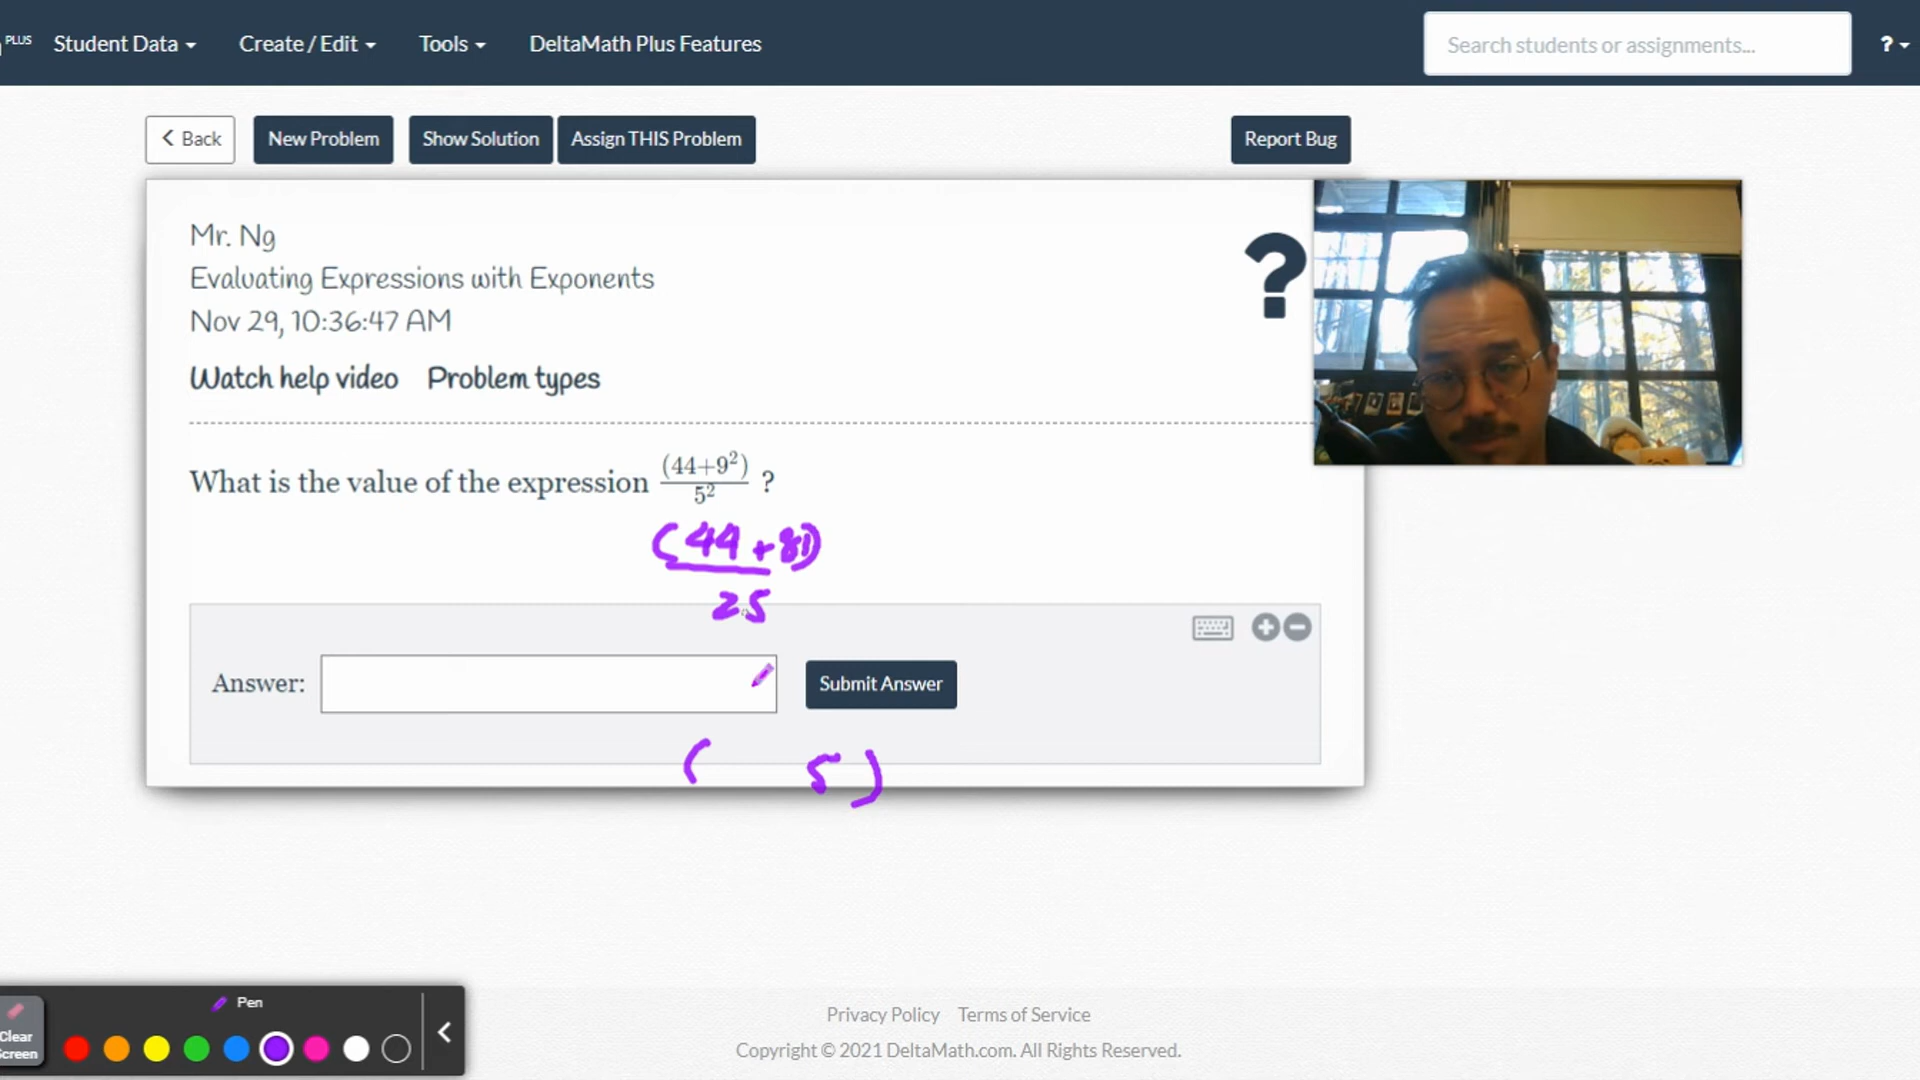 PLUS Student Data Create / Edit Tools DeltaMath Plus Features Search students or assignments... ?
Back New Problem Show Solution Assign THIS Problem Report Bug
Mr. Ng
Evaluating Expressions with Exponents
Nov 29, 10:36:47 AM
?
Watch help video Problem types
What is the value of the expression (44+9²)/5² ?
(44 + 81)
25
Answer: Submit Answer
( 5)
Pen
Clear
Screen
Privacy Policy Terms of Service
Copyright © 2021 DeltaMath.com. All Rights Reserved.